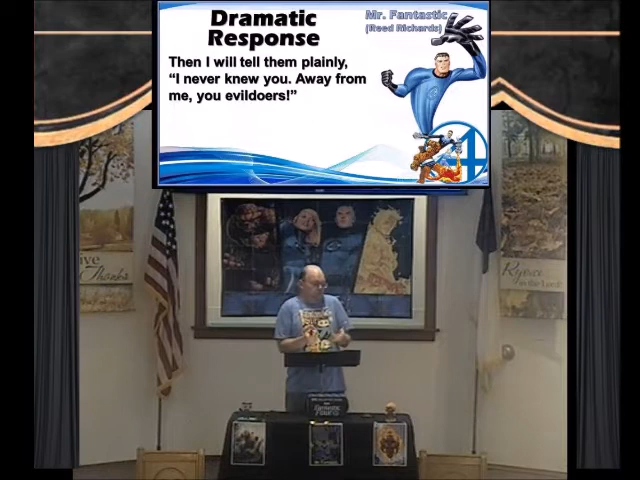 Dramatic
Response
Mr. Fantastic
(Reed Richards)
Then I will tell them plainly,
“I never knew you. Away from
me, you evildoers!”
4
ive
Thanks
Rejoice
in the Lord!